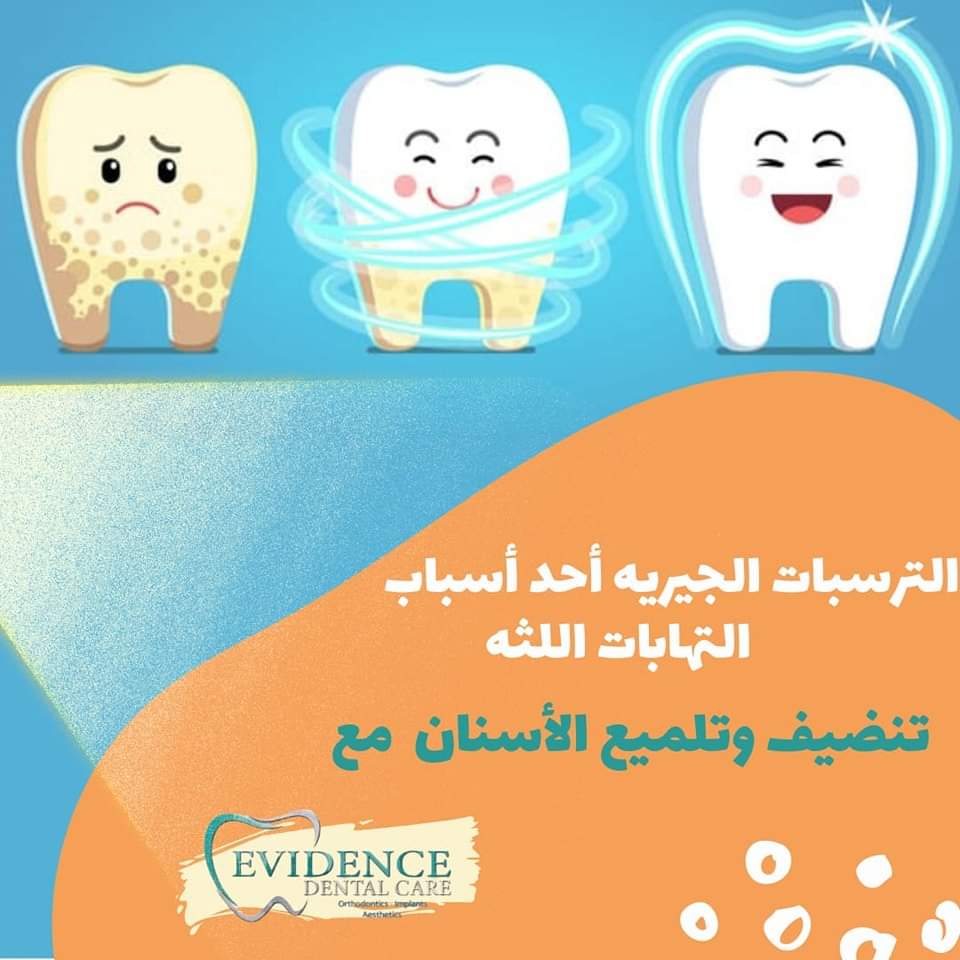 الترسبات الجيريه أحد أسباب
التهابات اللثه
تنضيف وتلميع الأسنان مع
EVIDENCE
DENTAL CARE
Orthodontics . Implants
Aesthetics